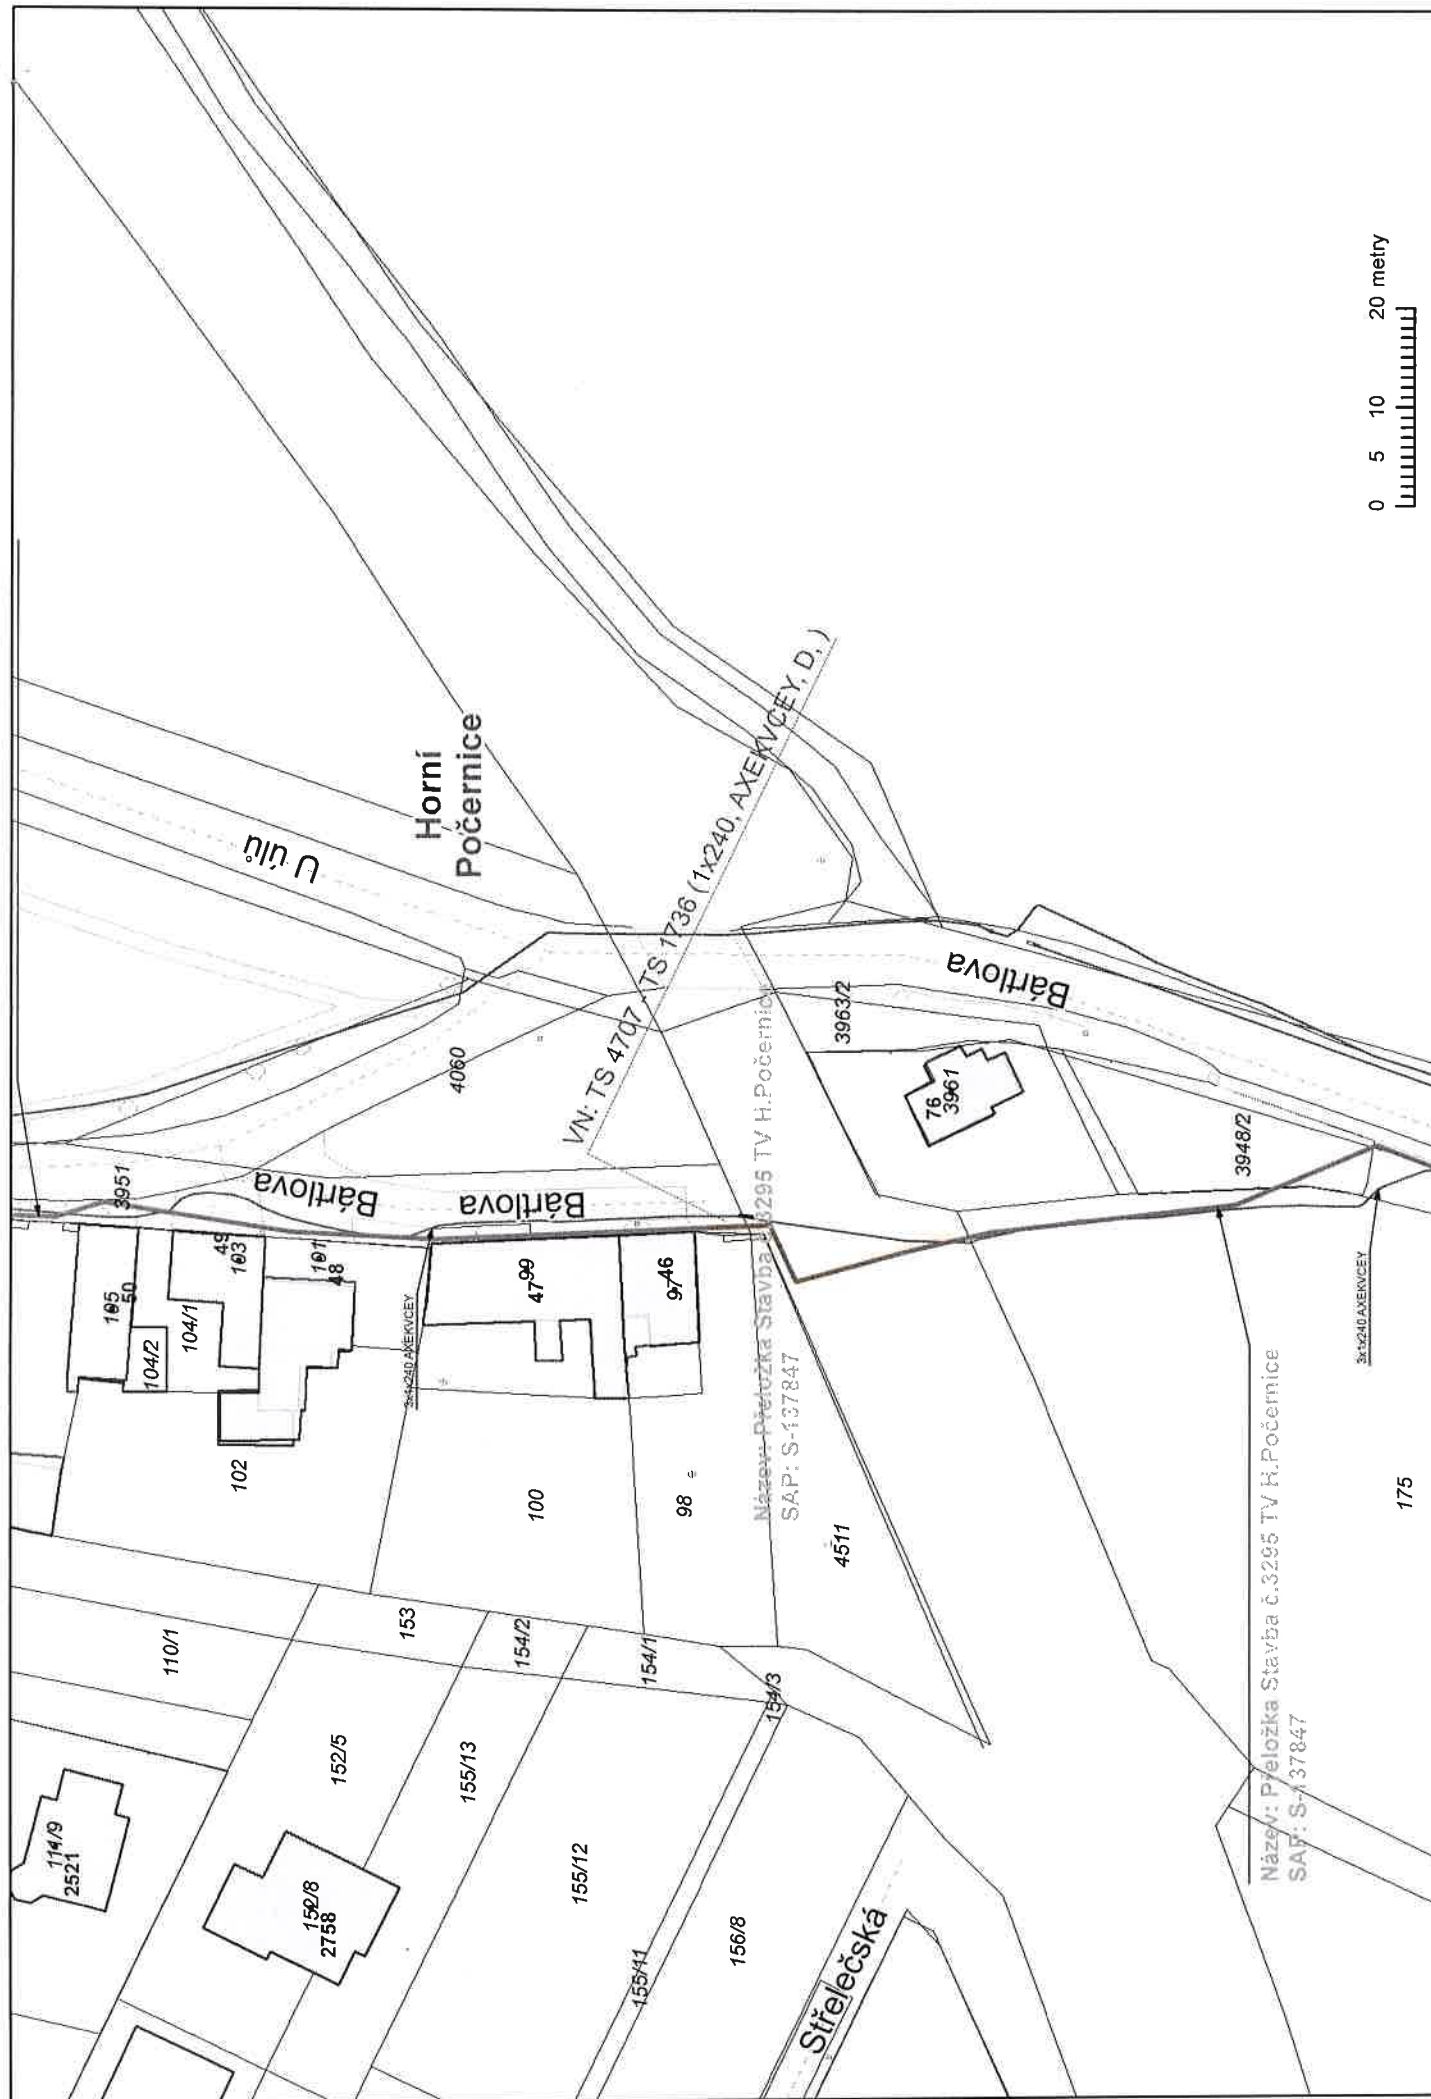 Horní
Počernice
U úlů
Bártlova
Bártlova
Bártlova
Střelečská
VN: TS 4707 - TS 1736 (1x240, AXEKVCEY, D, )
Název: Přeložka Stavba č.3295 TV H.Počernice
SAP: S-137847
Název: Přeložka Stavba č.3295 TV H.Počernice
SAP: S-137847
3x1x240 AXEKVCEY
3x1x240 AXEKVCEY
0 5 10 20 metry
114/9
2521
152/8
2758
110/1
152/5
153
154/2
154/1
154/3
155/13
155/12
155/11
156/8
102
100
98
4511
175
105
50
104/2
104/1
49
103
101
48
99
47
46
97
3951
4060
3963/2
76
3961
3948/2